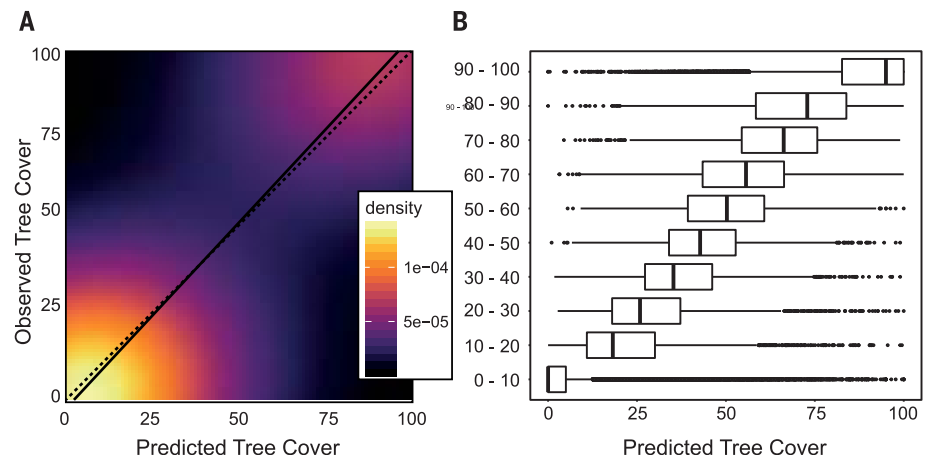 A
Observed Tree Cover
100
75
50
25
0
0 25 50 75 100
Predicted Tree Cover
density
1e−04
5e−05
B
90 - 100
80 - 90
70 - 80
60 - 70
50 - 60
40 - 50
30 - 40
20 - 30
10 - 20
0 - 10
0 25 50 75 100
Predicted Tree Cover